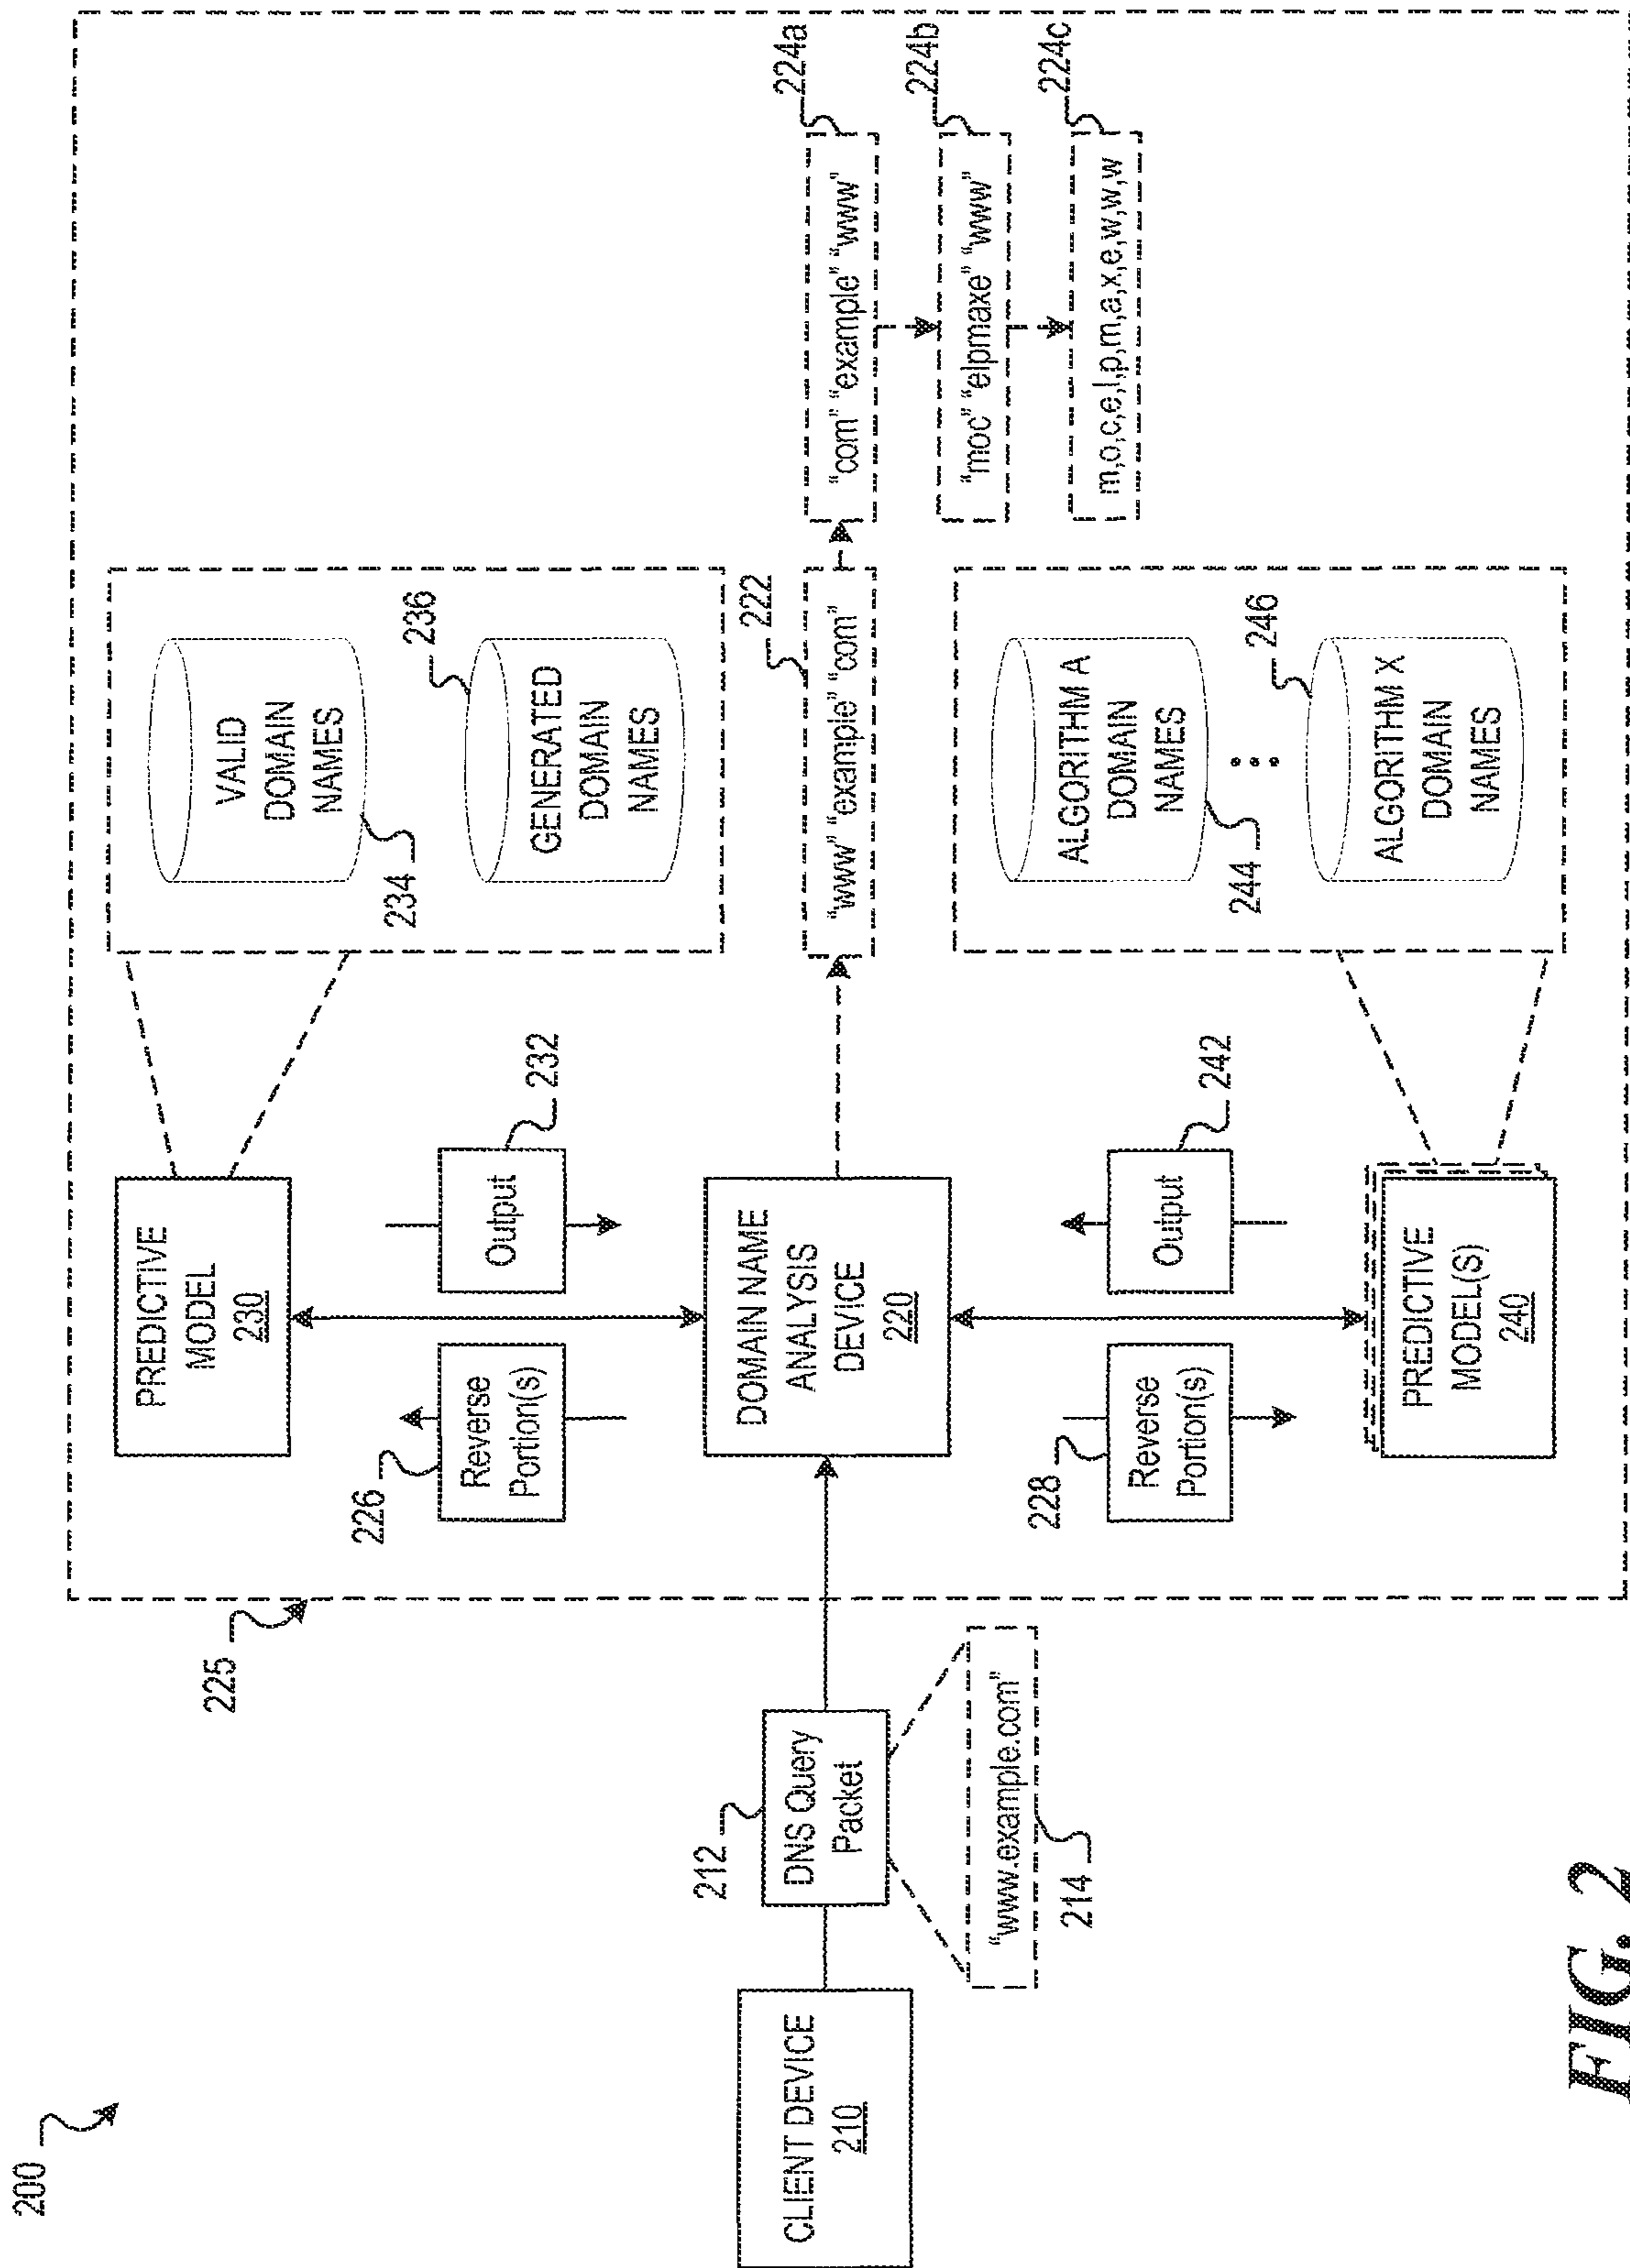 200
225
PREDICTIVE
MODEL
230
VALID
DOMAIN
NAMES
234
GENERATED
DOMAIN
NAMES
236
226
Reverse
Portion(s)
Output
232
212
CLIENT DEVICE
210
DNS Query
Packet
"www.example.com"
214
DOMAIN NAME
ANALYSIS
DEVICE
220
222
"www" "example" "com"
"com" "example" "www"
224a
"moc" "elpmaxe" "www"
224b
m,o,c,e,l,p,m,a,x,e,w,w,w
224c
228
Reverse
Portion(s)
Output
242
PREDICTIVE
MODEL(S)
240
ALGORITHM A
DOMAIN
NAMES
244
ALGORITHM X
DOMAIN
NAMES
246
FIG. 2